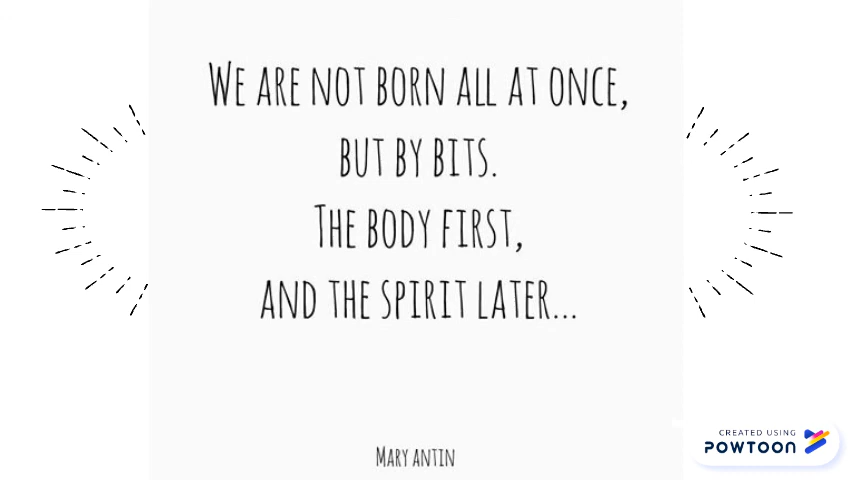 We are not born all at once,
but by bits.
The body first,
and the spirit later...
Mary antin
CREATED USING
POWTOON